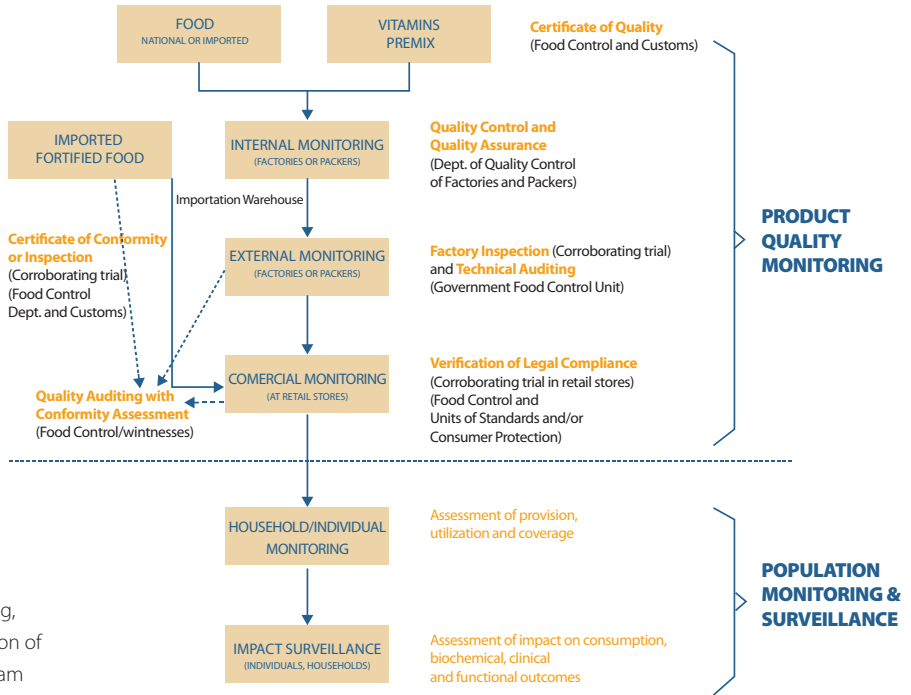 FOOD
NATIONAL OR IMPORTED
VITAMINS
PREMIX
Certificate of Quality
(Food Control and Customs)
IMPORTED
FORTIFIED FOOD
INTERNAL MONITORING
(FACTORIES OR PACKERS)
Quality Control and
Quality Assurance
(Dept. of Quality Control
of Factories and Packers)
Importation Warehouse
PRODUCT
QUALITY
MONITORING
Certificate of Conformity
or Inspection
(Corroborating trial)
(Food Control
Dept. and Customs)
EXTERNAL MONITORING
(FACTORIES OR PACKERS)
Factory Inspection (Corroborating trial)
and Technical Auditing
(Government Food Control Unit)
COMERCIAL MONITORING
(AT RETAIL STORES)
Verification of Legal Compliance
(Corroborating trial in retail stores)
(Food Control and
Units of Standards and/or
Consumer Protection)
Quality Auditing with
Conformity Assessment
(Food Control/wintnesses)
HOUSEHOLD/INDIVIDUAL
MONITORING
Assessment of provision,
utilization and coverage
POPULATION
MONITORING &
SURVEILLANCE
g,
on of
am
IMPACT SURVEILLANCE
(INDIVIDUALS, HOUSEHOLDS)
Assessment of impact on consumption,
biochemical, clinical
and functional outcomes